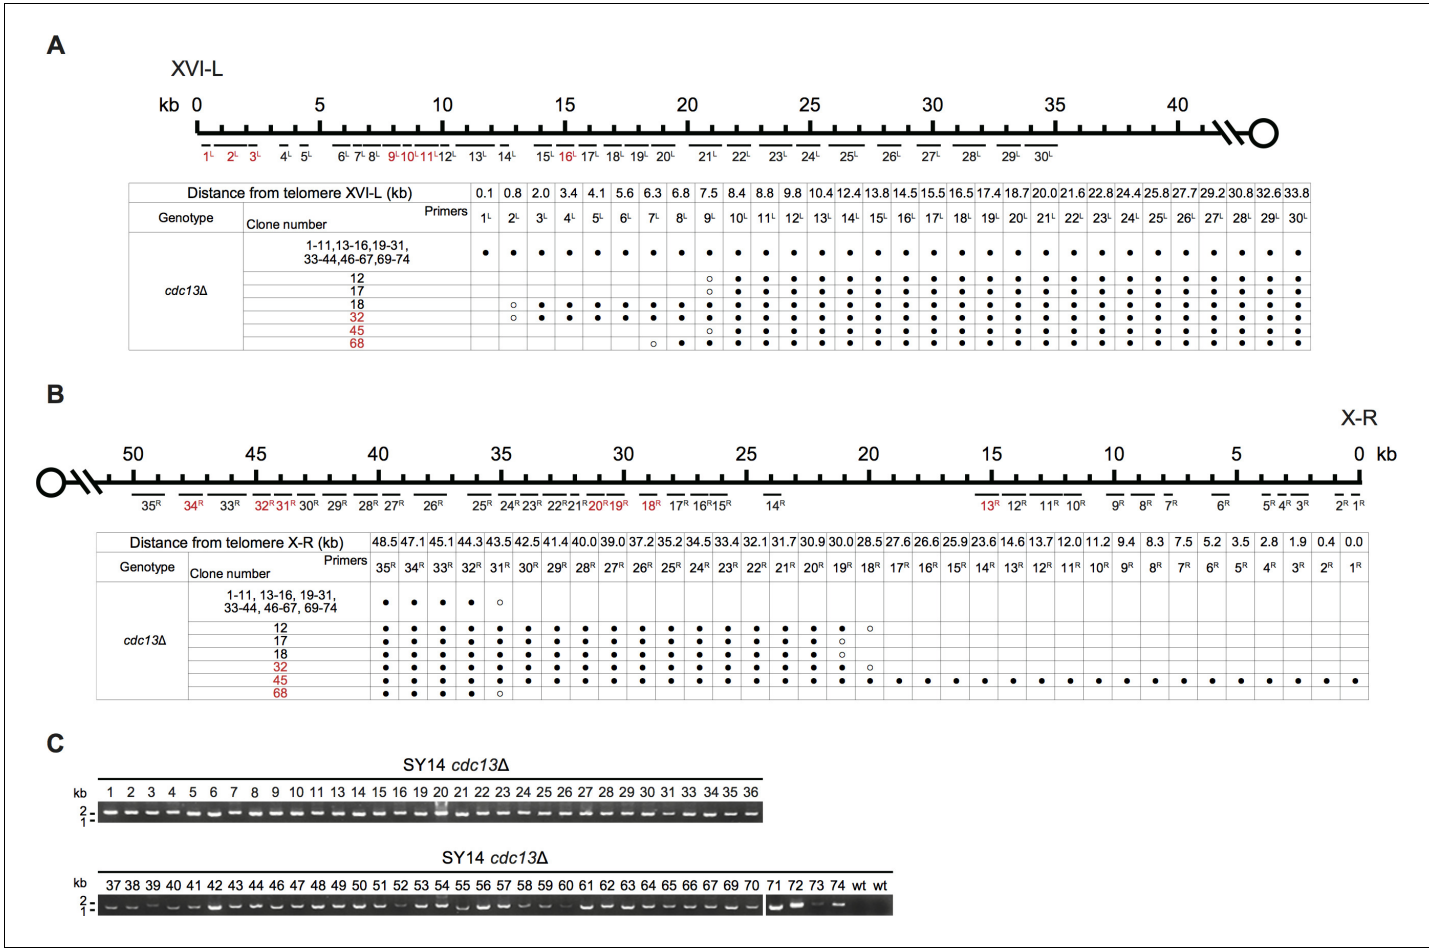 A
XVI-L
kb 0 5 10 15 20 25 30 35 40
1L 2L 3L 4L 5L 6L 7L 8L 9L 10L 11L 12L 13L 14L 15L 16L 17L 18L 19L 20L 21L 22L 23L 24L 25L 26L 27L 28L 29L 30L
Distance from telomere XVI-L (kb) 0.1 0.8 2.0 3.4 4.1 5.6 6.3 6.8 7.5 8.4 8.8 9.8 10.4 12.4 13.8 14.5 15.5 16.5 17.4 18.7 20.0 21.6 22.8 24.4 25.8 27.7 29.2 30.8 32.6 33.8
Genotype Clone number Primers 1L 2L 3L 4L 5L 6L 7L 8L 9L 10L 11L 12L 13L 14L 15L 16L 17L 18L 19L 20L 21L 22L 23L 24L 25L 26L 27L 28L 29L 30L
cdc13Δ
1-11,13-16,19-31,
33-44,46-67,69-74
12
17
18
32
45
68
B
X-R
50 45 40 35 30 25 20 15 10 5 0 kb
35R 34R 33R 32R 31R 30R 29R 28R 27R 26R 25R 24R 23R 22R 21R 20R 19R 18R 17R 16R 15R 14R 13R 12R 11R 10R 9R 8R 7R 6R 5R 4R 3R 2R 1R
Distance from telomere X-R (kb) 48.5 47.1 45.1 44.3 43.5 42.5 41.4 40.0 39.0 37.2 35.2 34.5 33.4 32.1 31.7 30.9 30.0 28.5 27.6 26.6 25.9 23.6 14.6 13.7 12.0 11.2 9.4 8.3 7.5 5.2 3.5 2.8 1.9 0.4 0.0
Genotype Clone number Primers 35R 34R 33R 32R 31R 30R 29R 28R 27R 26R 25R 24R 23R 22R 21R 20R 19R 18R 17R 16R 15R 14R 13R 12R 11R 10R 9R 8R 7R 6R 5R 4R 3R 2R 1R
cdc13Δ
1-11, 13-16, 19-31,
33-44, 46-67, 69-74
12
17
18
32
45
68
C
SY14 cdc13Δ
kb 1 2 3 4 5 6 7 8 9 10 11 13 14 15 16 19 20 21 22 23 24 25 26 27 28 29 30 31 33 34 35 36
2
1
SY14 cdc13Δ
kb 37 38 39 40 41 42 43 44 46 47 48 49 50 51 52 53 54 55 56 57 58 59 60 61 62 63 64 65 66 67 69 70 71 72 73 74 wt wt
2
1